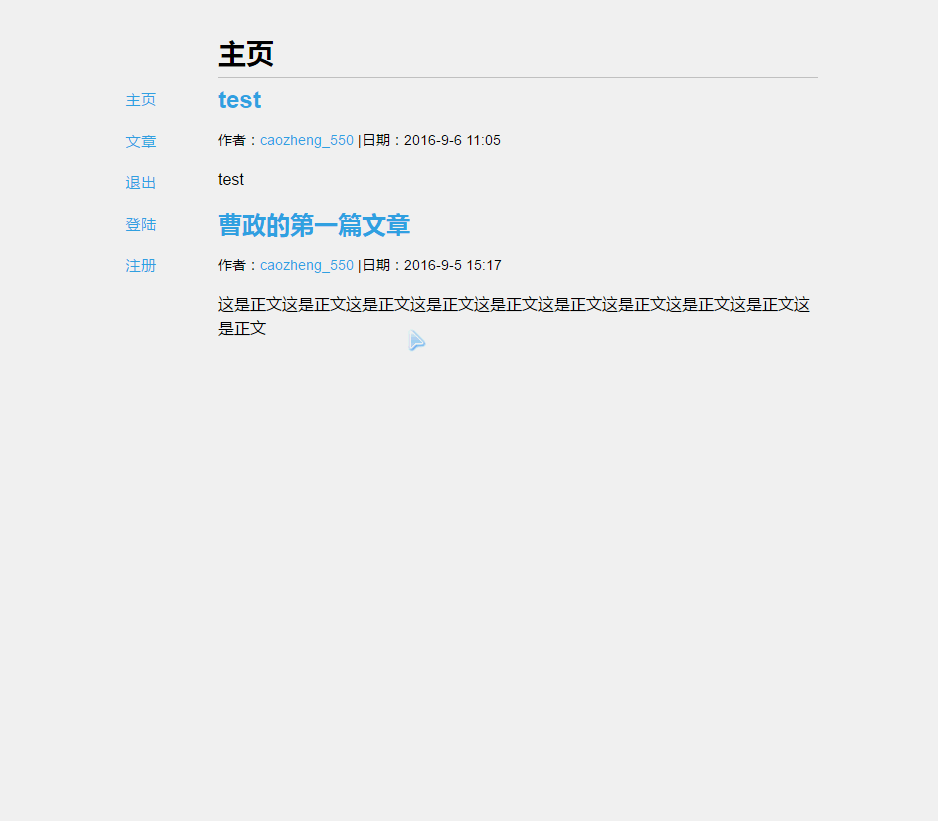 主页
主页
文章
退出
登陆
注册
test
作者：caozheng_550 |日期：2016-9-6 11:05
test
曹政的第一篇文章
作者：caozheng_550 |日期：2016-9-5 15:17
这是正文这是正文这是正文这是正文这是正文这是正文这是正文这是正文这是正文这
是正文